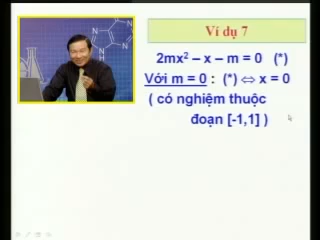 Ví dụ 7
2mx² – x – m = 0 (*)
Với m = 0 : (*) ⇔ x = 0
( có nghiệm thuộc
đoạn [-1,1] )